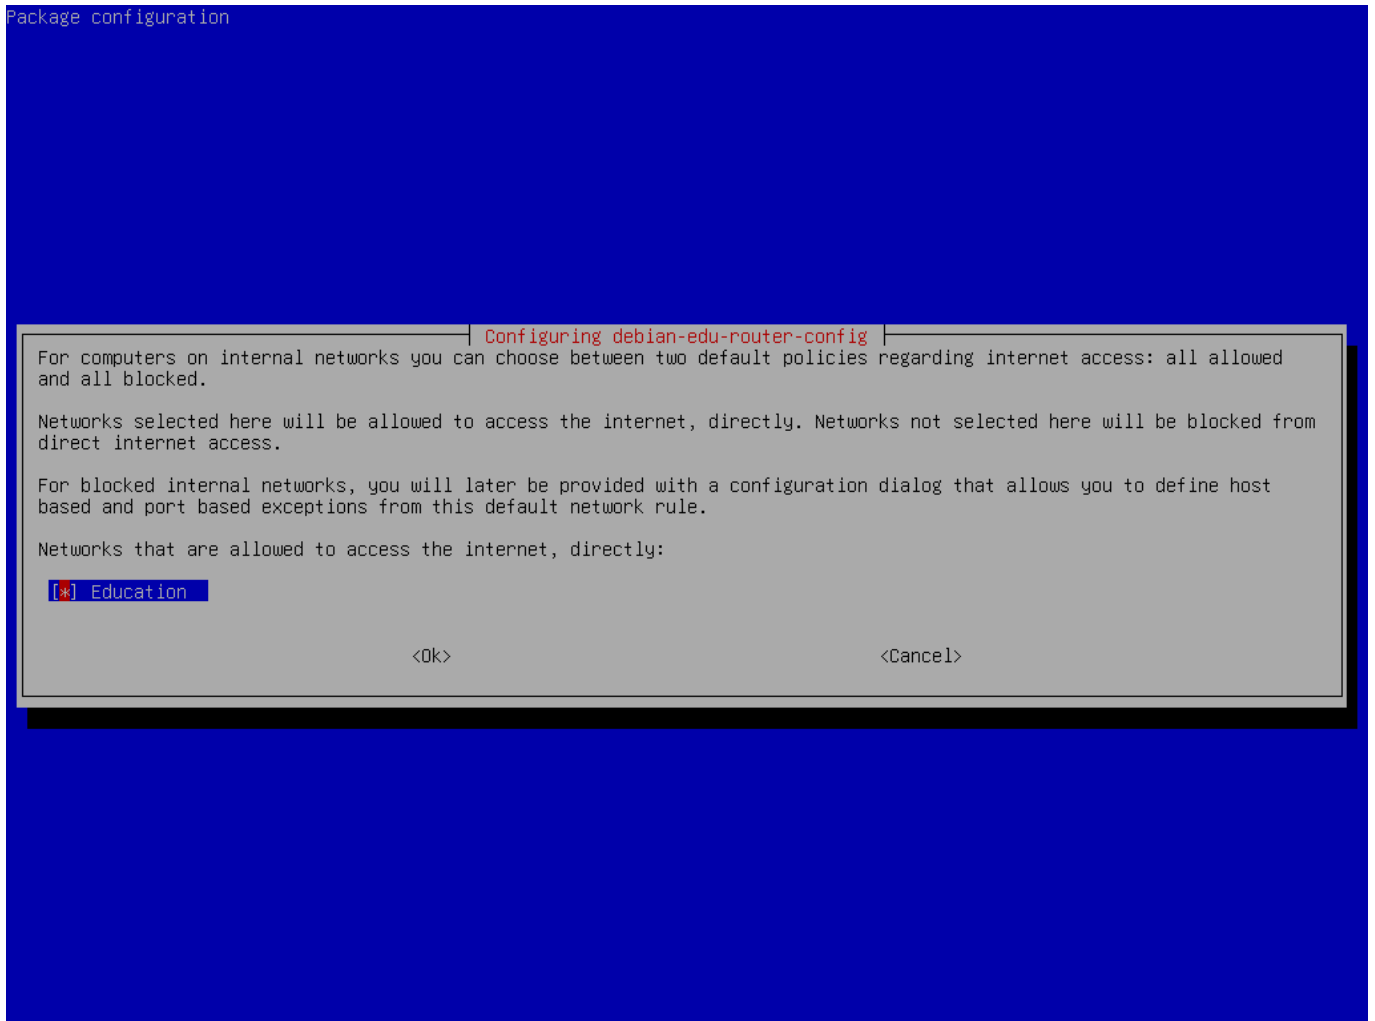 Package configuration
Configuring debian-edu-router-config
For computers on internal networks you can choose between two default policies regarding internet access: all allowed
and all blocked.
Networks selected here will be allowed to access the internet, directly. Networks not selected here will be blocked from
direct internet access.
For blocked internal networks, you will later be provided with a configuration dialog that allows you to define host
based and port based exceptions from this default network rule.
Networks that are allowed to access the internet, directly:
[*] Education
<Ok> <Cancel>